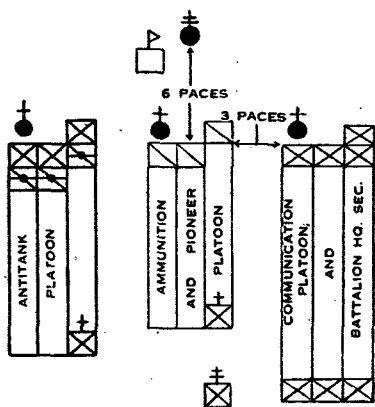 6 PACES
3 PACES
ANTITANK
PLATOON
AMMUNITION
AND PIONEER
PLATOON
COMMUNICATION
PLATOON;
AND
BATTALION HQ. SEC.